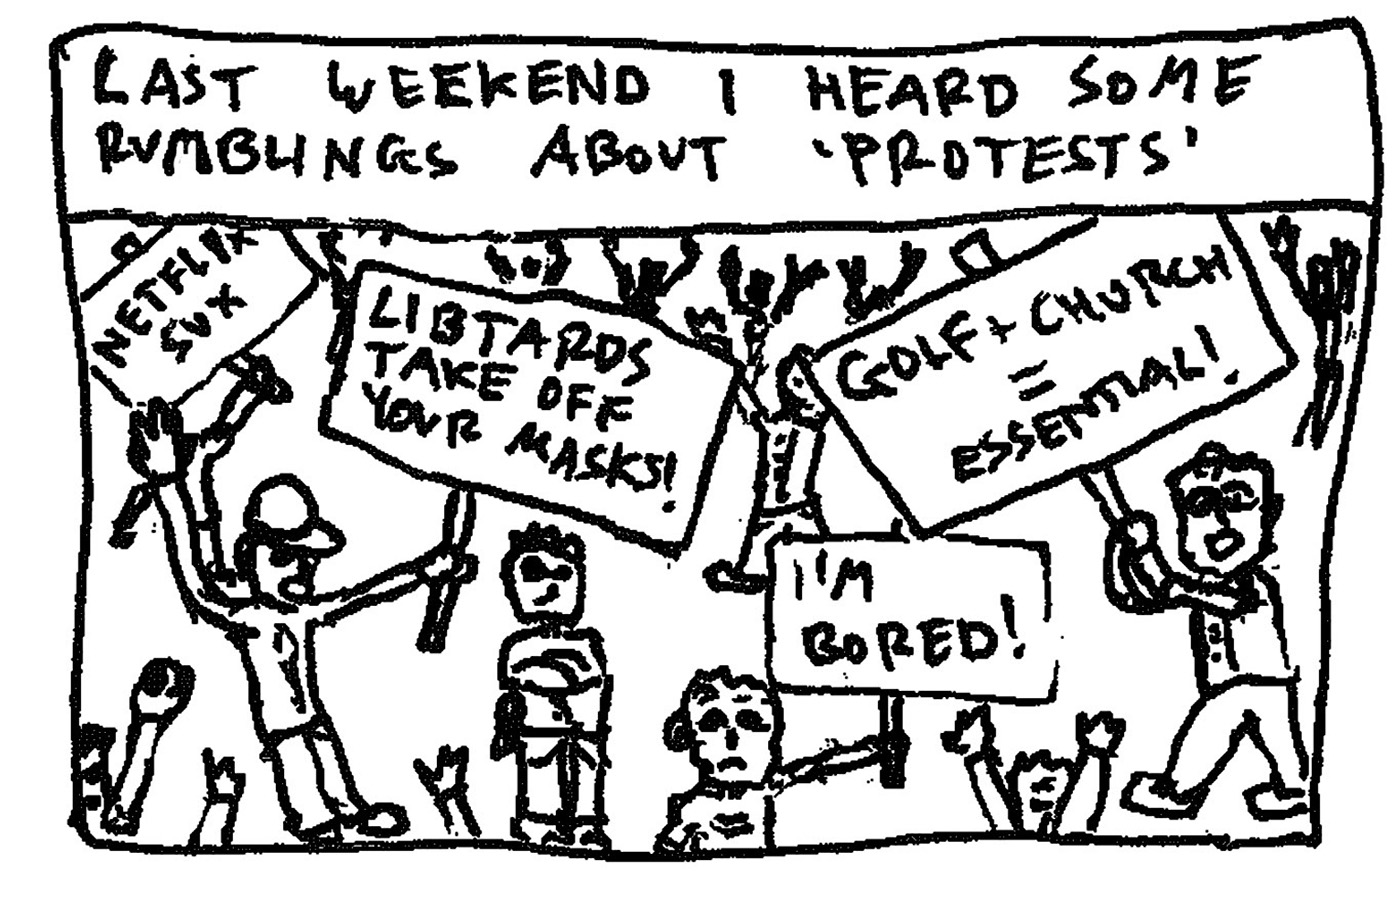 LAST WEEKEND I HEARD SOME
RUMBLINGS ABOUT 'PROTESTS'
NETFLIX
SUX
LIBTARDS
TAKE OFF
YOUR MASKS!
GOLF + CHURCH
=
ESSENTIAL!
I'M
BORED!